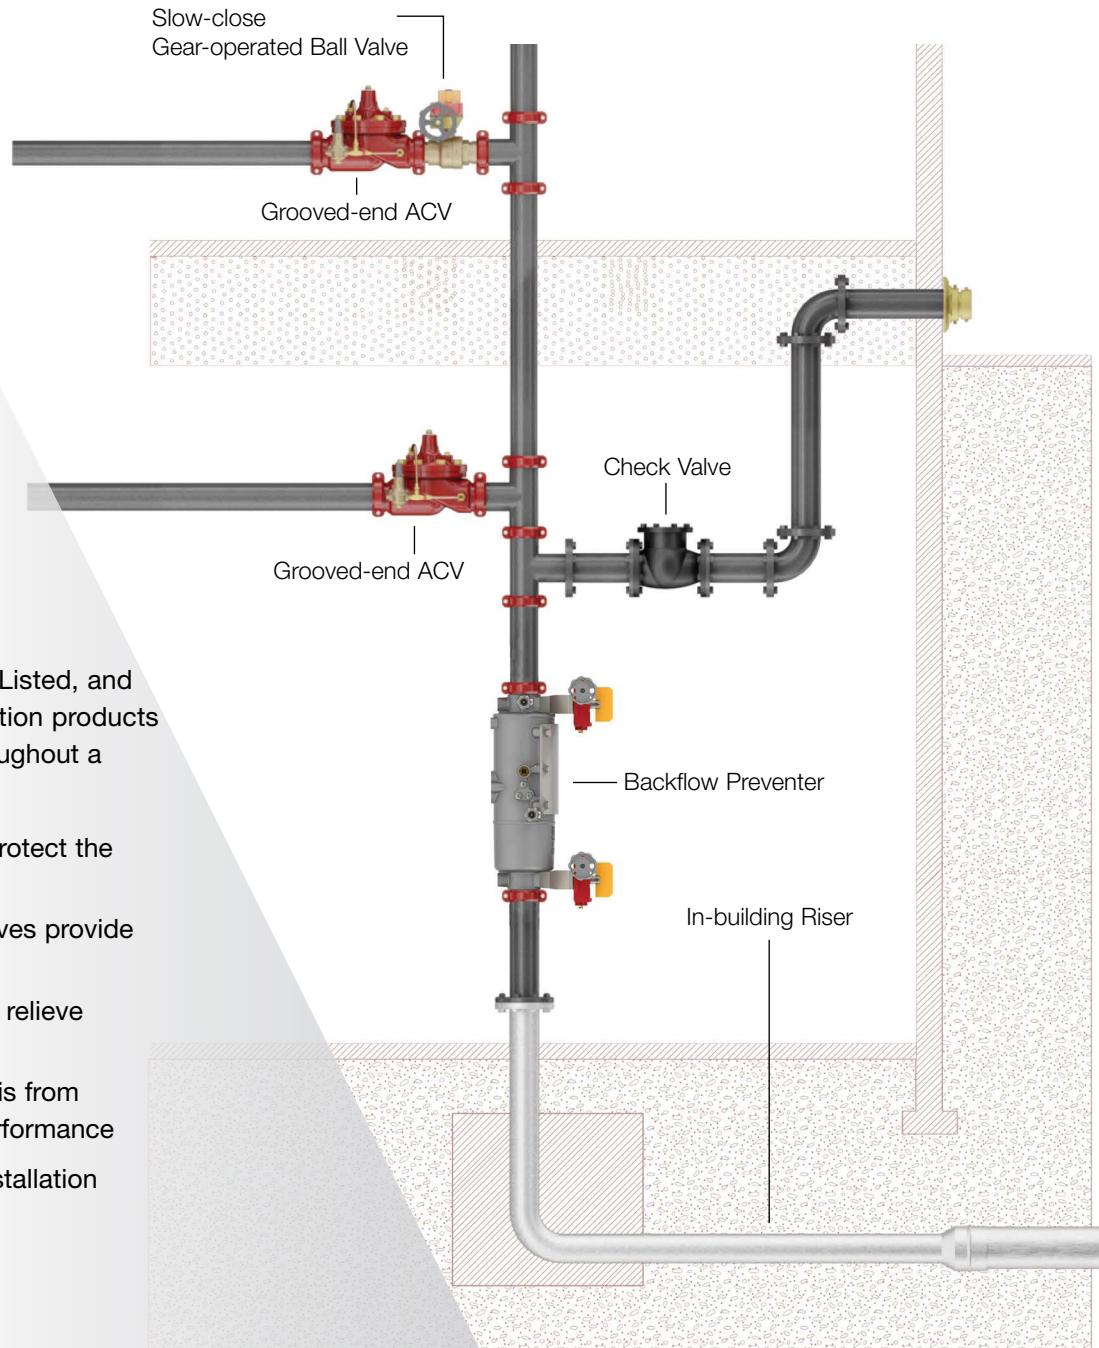 Slow-close
Gear-operated Ball Valve
Grooved-end ACV
Check Valve
Grooved-end ACV
Listed, and
tion products
ughout a
Backflow Preventer
rotect the
In-building Riser
ves provide
relieve
is from
rformance
stallation